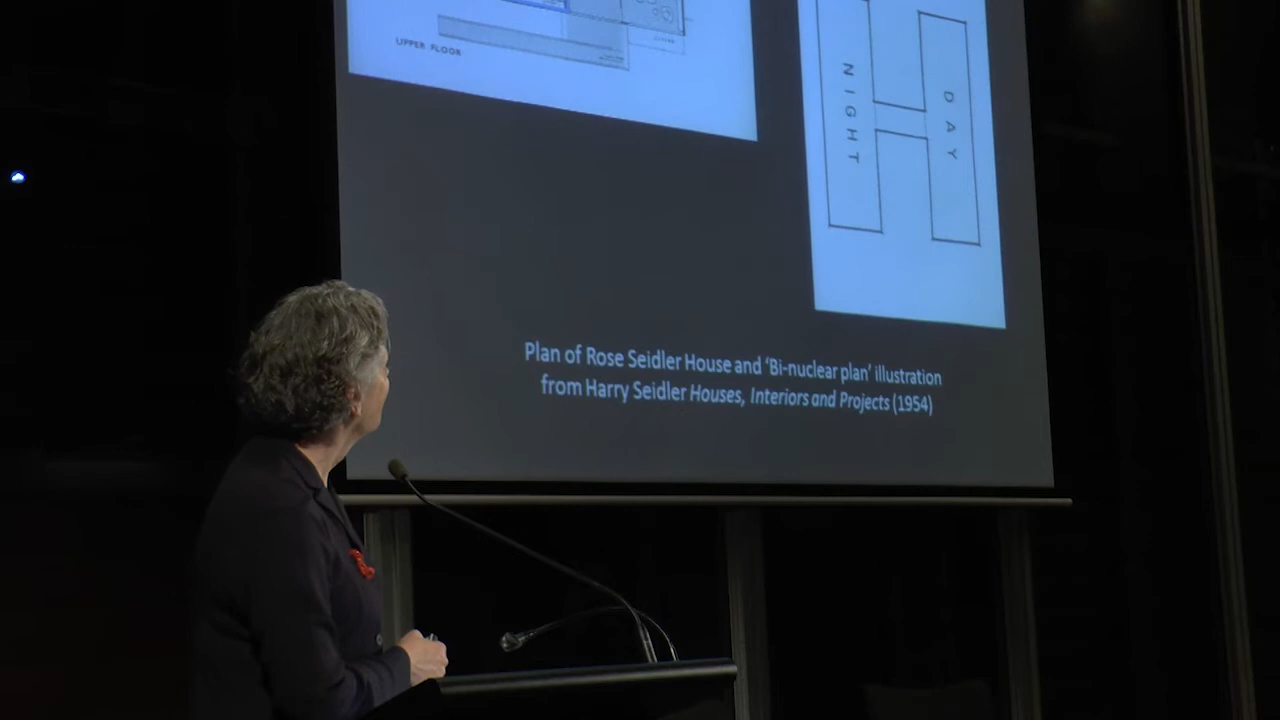 UPPER FLOOR
NIGHT
DAY
Plan of Rose Seidler House and ‘Bi-nuclear plan’ illustration
from Harry Seidler Houses, Interiors and Projects (1954)